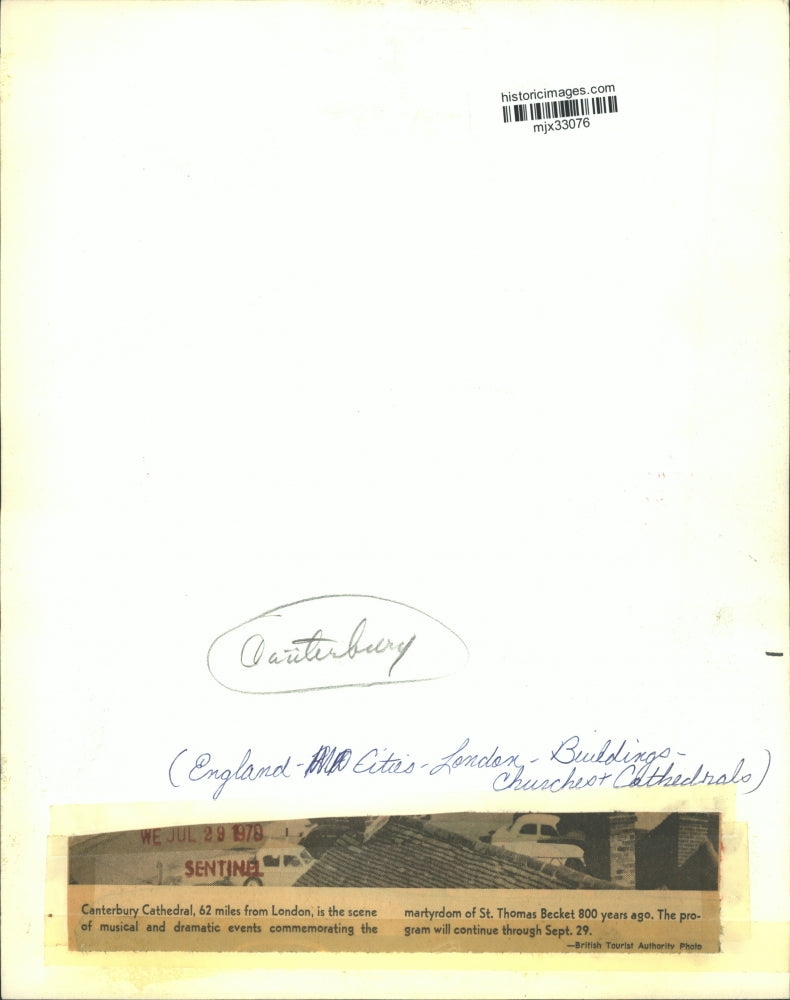 historicimages.com
mjx33076
Canterbury
(England - Cities - London - Buildings -
Churches + Cathedrals)
WE JUL 29 1970
SENTINEL
Canterbury Cathedral, 62 miles from London, is the scene
of musical and dramatic events commemorating the
martyrdom of St. Thomas Becket 800 years ago. The pro-
gram will continue through Sept. 29.
—British Tourist Authority Photo